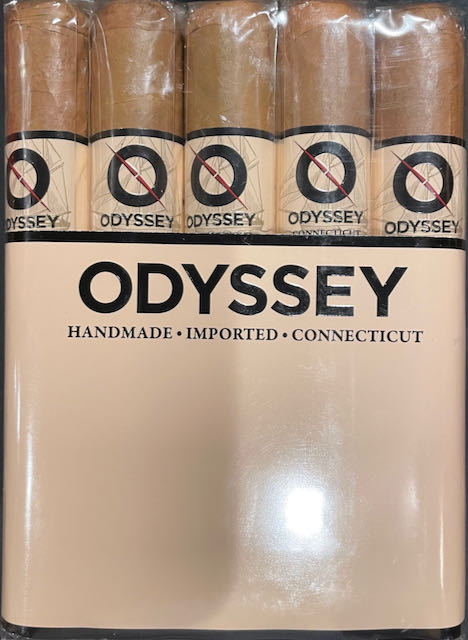 O O O O O
ODYSSEY ODYSSEY ODYSSEY ODYSSEY ODYSSEY
CONNECTICUT
ODYSSEY
HANDMADE • IMPORTED • CONNECTICUT